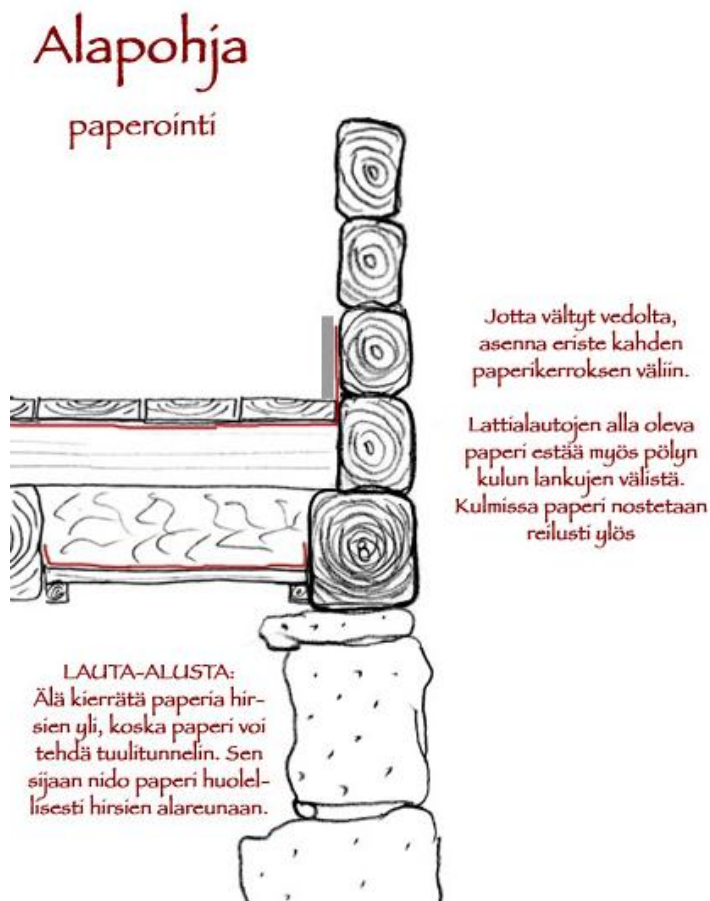 Alapohja
paperointi
Jotta vältyt vedolta,
asenna eriste kahden
paperikerroksen väliin.
Lattialautojen alla oleva
paperi estää myös pölyn
kulun lankujen välistä.
Kulmissa paperi nostetaan
reilusti ylös
LAUTA-ALUSTA:
Älä kierrätä paperia hir-
sien yli, koska paperi voi
tehdä tuulitunnelin. Sen
sijaan nido paperi huolel-
lisesti hirsien alareunaan.